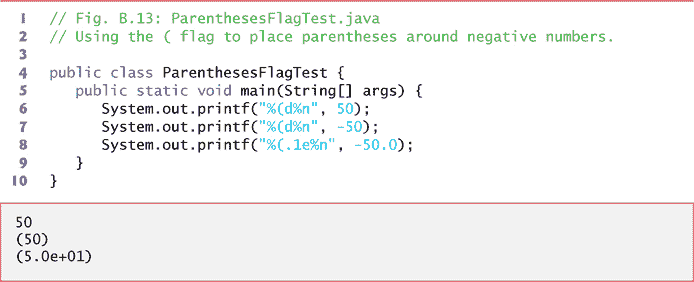 1 // Fig. B.13: ParenthesesFlagTest.java
2 // Using the ( flag to place parentheses around negative numbers.
3
4 public class ParenthesesFlagTest {
5 public static void main(String[] args) {
6 System.out.printf("%(d%n", 50);
7 System.out.printf("%(d%n", -50);
8 System.out.printf("%(.1e%n", -50.0);
9 }
10 }
50
(50)
(5.0e+01)